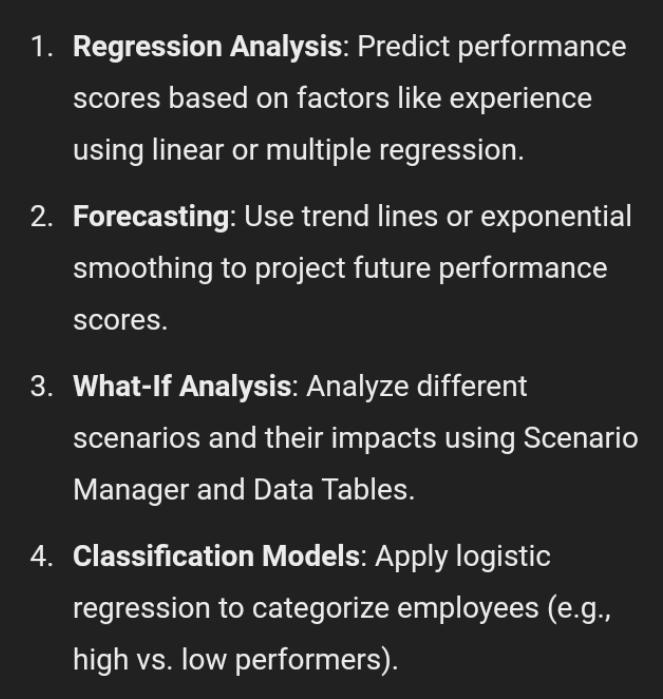 1. Regression Analysis: Predict performance
scores based on factors like experience
using linear or multiple regression.
2. Forecasting: Use trend lines or exponential
smoothing to project future performance
scores.
3. What-If Analysis: Analyze different
scenarios and their impacts using Scenario
Manager and Data Tables.
4. Classification Models: Apply logistic
regression to categorize employees (e.g.,
high vs. low performers).